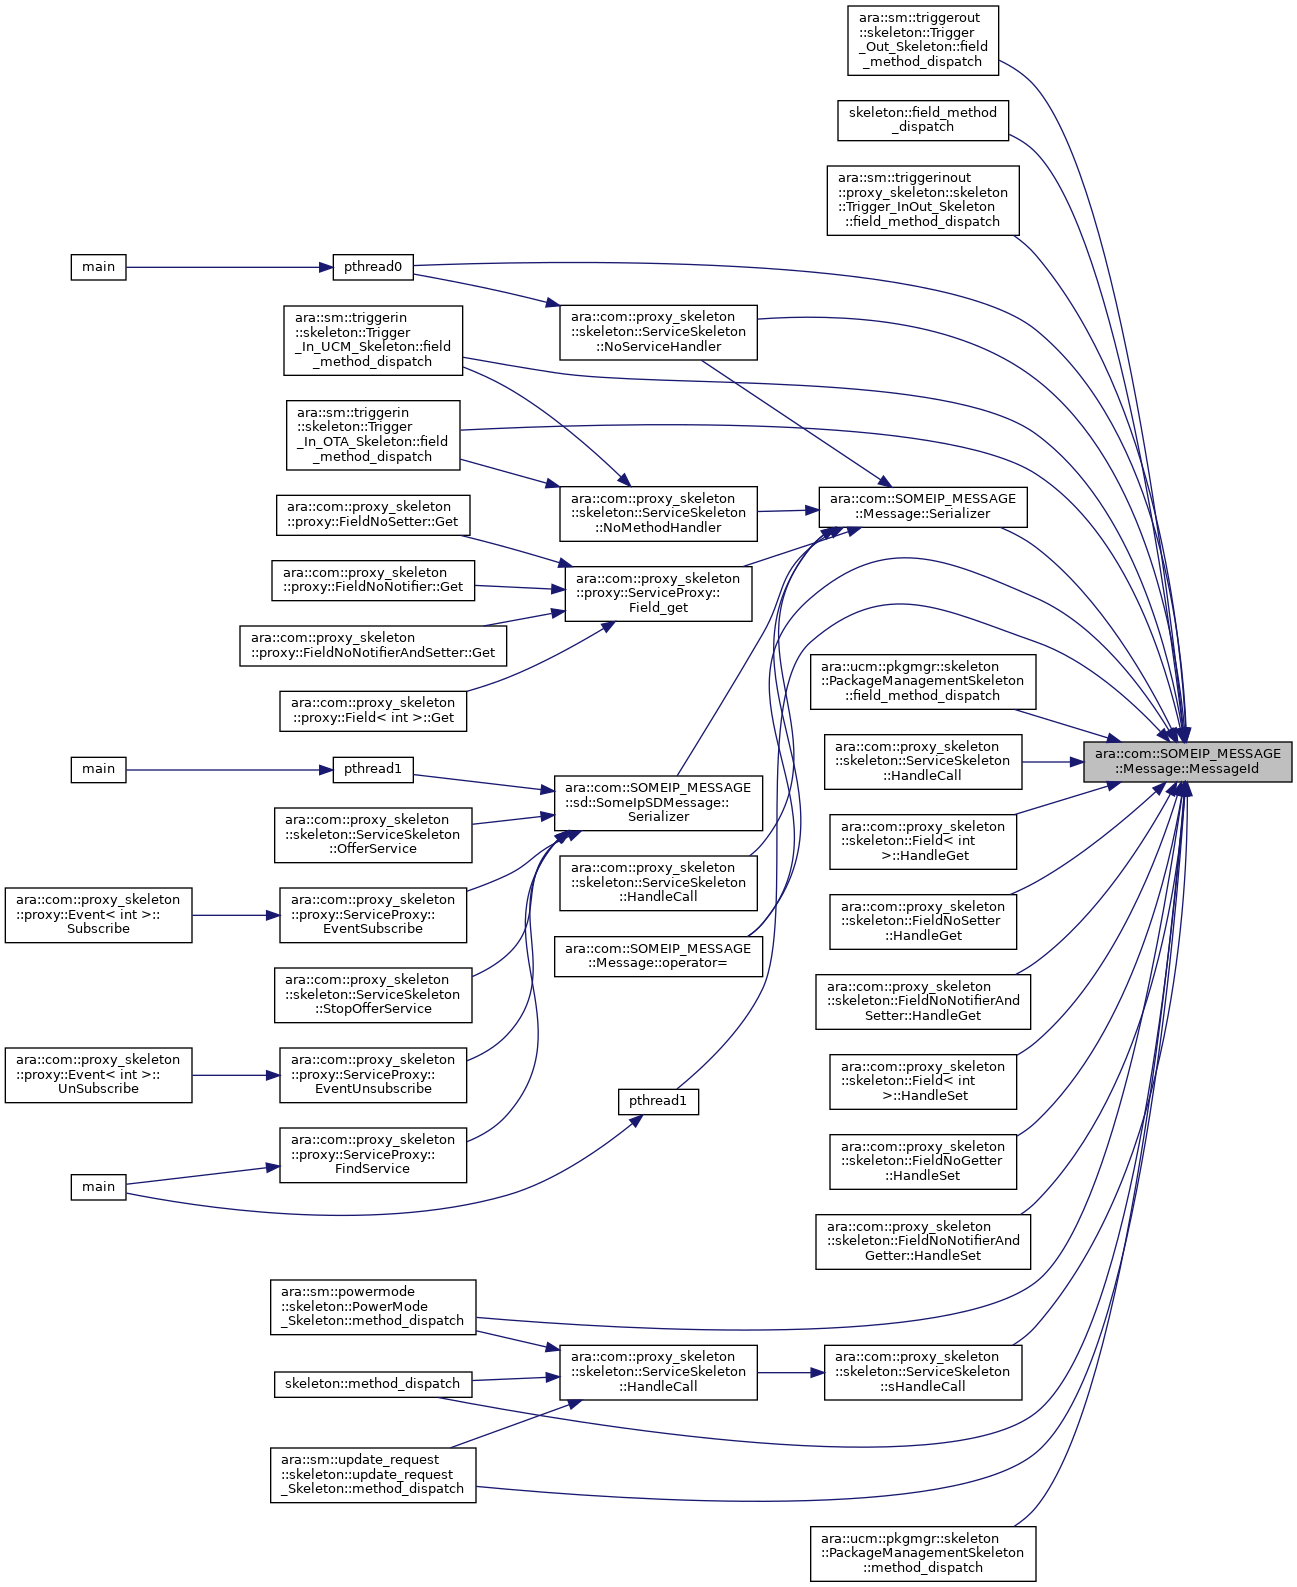 ara::sm::triggerout
::skeleton::Trigger
_Out_Skeleton::field
_method_dispatch
skeleton::field_method
_dispatch
ara::sm::triggerinout
::proxy_skeleton::skeleton
::Trigger_InOut_Skeleton
::field_method_dispatch
main
pthread0
ara::sm::triggerin
::skeleton::Trigger
_In_UCM_Skeleton::field
_method_dispatch
ara::com::proxy_skeleton
::skeleton::ServiceSkeleton
::NoServiceHandler
ara::sm::triggerin
::skeleton::Trigger
_In_OTA_Skeleton::field
_method_dispatch
ara::com::proxy_skeleton
::skeleton::ServiceSkeleton
::NoMethodHandler
ara::com::SOMEIP_MESSAGE
::Message::Serializer
ara::com::proxy_skeleton
::proxy::FieldNoSetter::Get
ara::com::proxy_skeleton
::proxy::FieldNoNotifier::Get
ara::com::proxy_skeleton
::proxy::ServiceProxy::
Field_get
ara::com::proxy_skeleton
::proxy::FieldNoNotifierAndSetter::Get
ara::com::proxy_skeleton
::proxy::Field< int >::Get
ara::ucm::pkgmgr::skeleton
::PackageManagementSkeleton
::field_method_dispatch
ara::com::proxy_skeleton
::skeleton::ServiceSkeleton
::HandleCall
ara::com::SOMEIP_MESSAGE
::Message::MessageId
main
pthread1
ara::com::SOMEIP_MESSAGE
::sd::SomeIpSDMessage::
Serializer
ara::com::proxy_skeleton
::skeleton::ServiceSkeleton
::OfferService
ara::com::proxy_skeleton
::skeleton::Field< int
>::HandleGet
ara::com::proxy_skeleton
::skeleton::ServiceSkeleton
::HandleCall
ara::com::proxy_skeleton
::proxy::Event< int >::
Subscribe
ara::com::proxy_skeleton
::proxy::ServiceProxy::
EventSubscribe
ara::com::proxy_skeleton
::skeleton::FieldNoSetter
::HandleGet
ara::com::SOMEIP_MESSAGE
::Message::operator=
ara::com::proxy_skeleton
::skeleton::ServiceSkeleton
::StopOfferService
ara::com::proxy_skeleton
::skeleton::FieldNoNotifierAnd
Setter::HandleGet
ara::com::proxy_skeleton
::proxy::Event< int >::
UnSubscribe
ara::com::proxy_skeleton
::proxy::ServiceProxy::
EventUnsubscribe
ara::com::proxy_skeleton
::skeleton::Field< int
>::HandleSet
pthread1
ara::com::proxy_skeleton
::proxy::ServiceProxy::
FindService
ara::com::proxy_skeleton
::skeleton::FieldNoGetter
::HandleSet
main
ara::com::proxy_skeleton
::skeleton::FieldNoNotifierAnd
Getter::HandleSet
ara::sm::powermode
::skeleton::PowerMode
_Skeleton::method_dispatch
ara::com::proxy_skeleton
::skeleton::ServiceSkeleton
::HandleCall
ara::com::proxy_skeleton
::skeleton::ServiceSkeleton
::sHandleCall
skeleton::method_dispatch
ara::sm::update_request
::skeleton::update_request
_Skeleton::method_dispatch
ara::ucm::pkgmgr::skeleton
::PackageManagementSkeleton
::method_dispatch